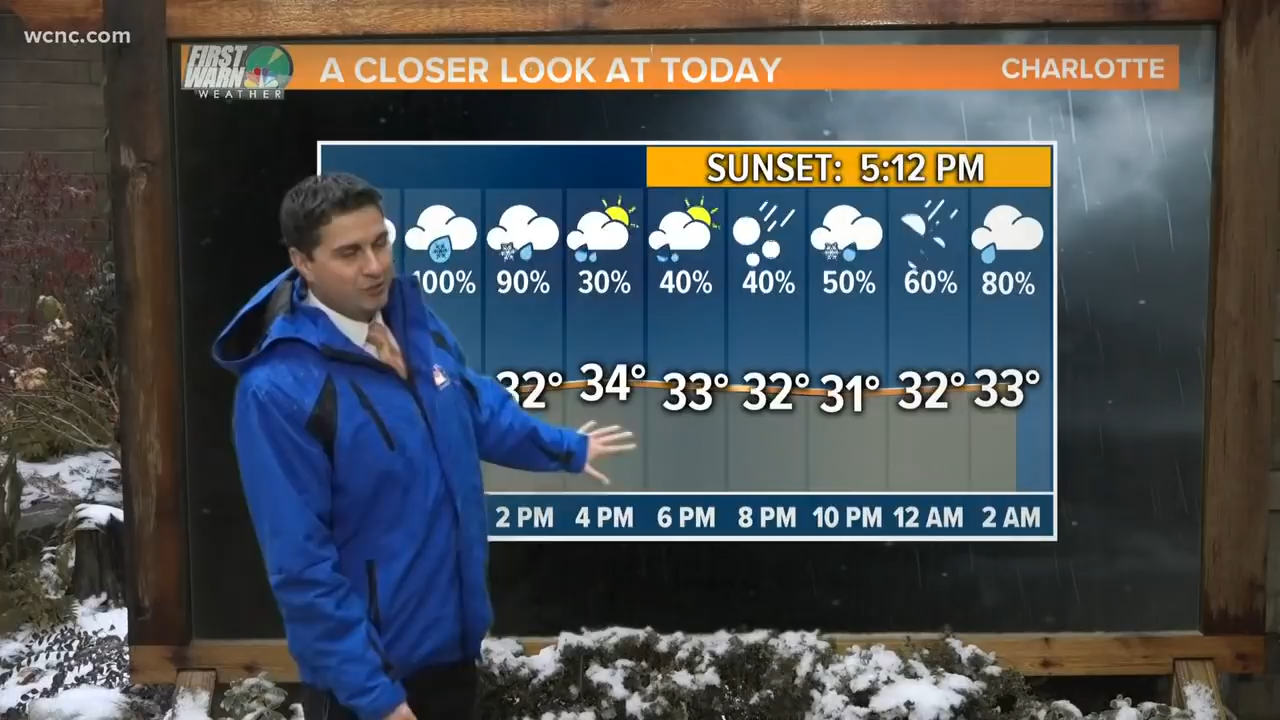 wcnc.com
FIRST
WARN
WEATHER
A CLOSER LOOK AT TODAY
CHARLOTTE
SUNSET: 5:12 PM
100% 90% 30% 40% 40% 50% 60% 80%
32° 34° 33° 32° 31° 32° 33°
2 PM 4 PM 6 PM 8 PM 10 PM 12 AM 2 AM